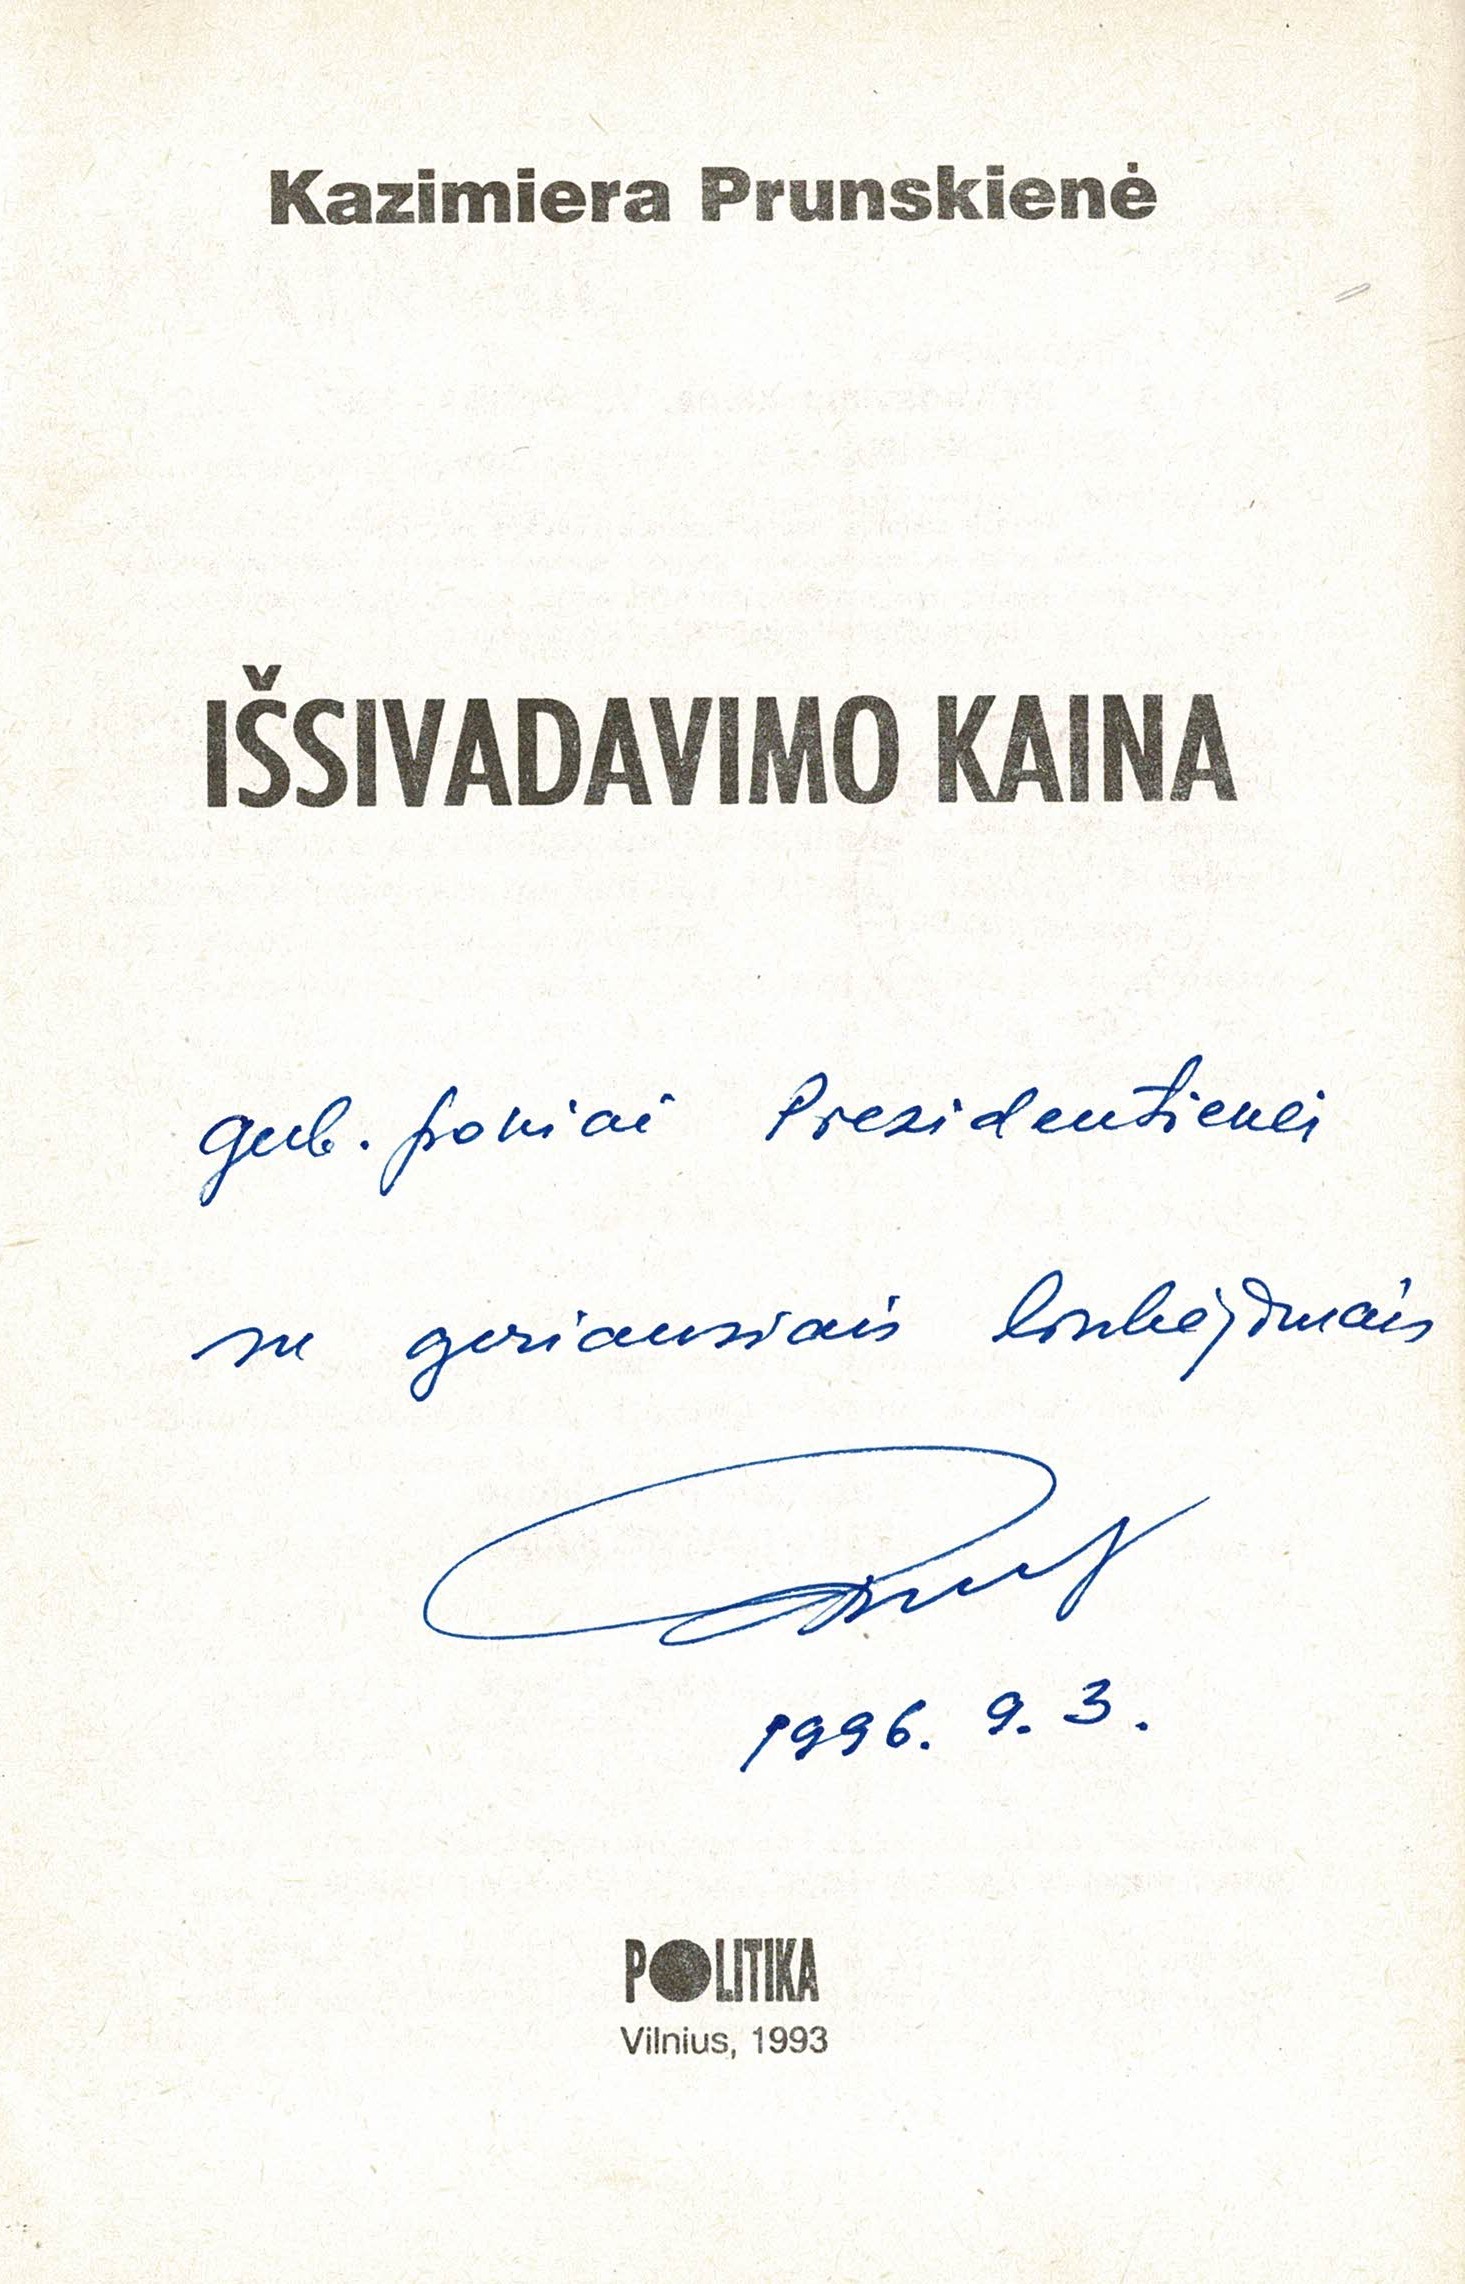 Kazimiera Prunskienė
IŠSIVADAVIMO KAINA
gerb. poniai Prezidentienei
su geriausiais linkėjimais
1996. 9. 3.
POLITIKA
Vilnius, 1993